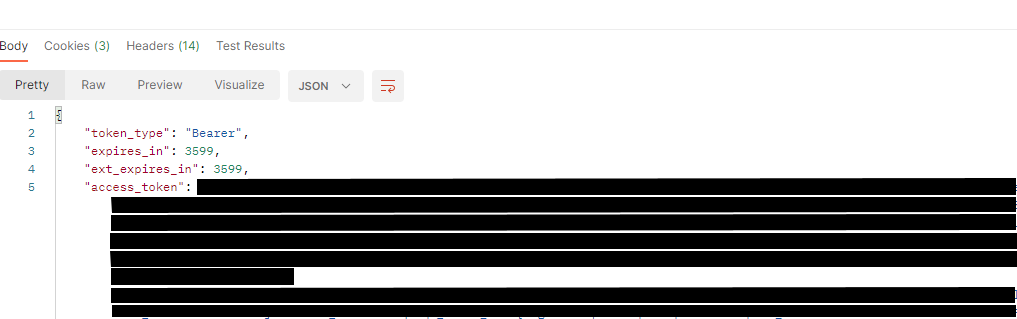 Body Cookies (3) Headers (14) Test Results
Pretty Raw Preview Visualize JSON
1 {
2 "token_type": "Bearer",
3 "expires_in": 3599,
4 "ext_expires_in": 3599,
5 "access_token":